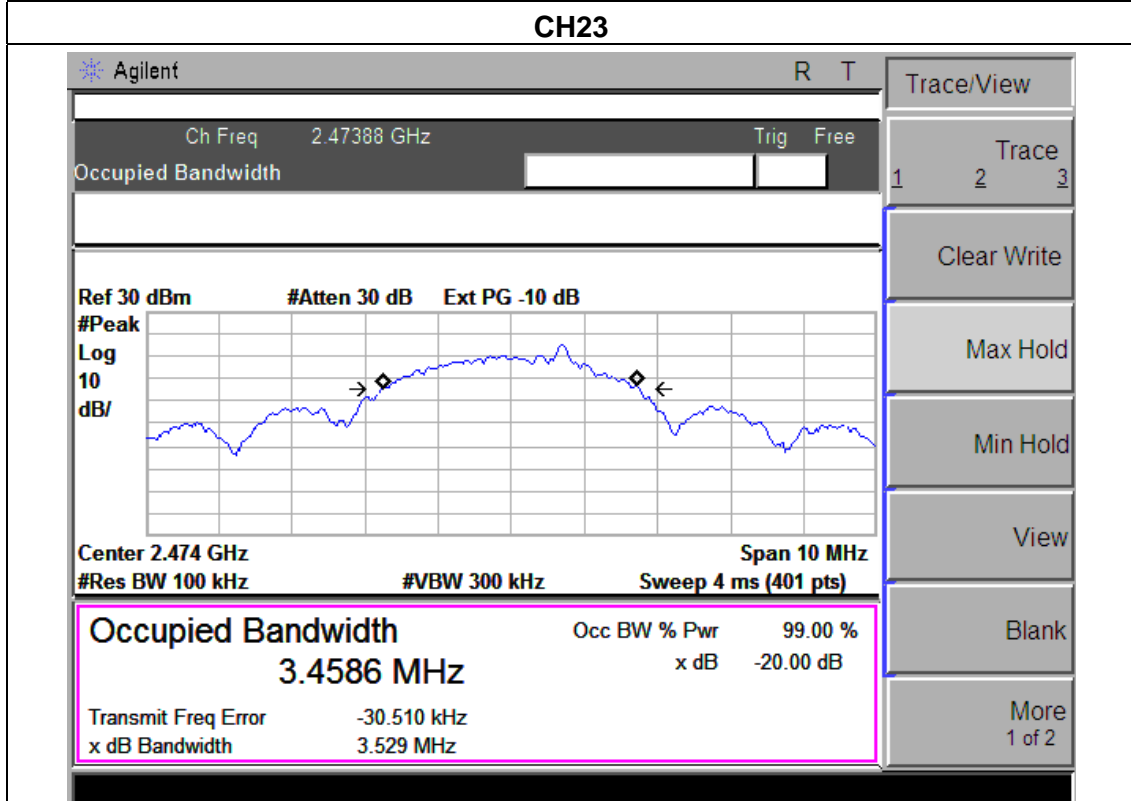 CH23
Agilent R T
Ch Freq 2.47388 GHz Trig Free
Occupied Bandwidth
Ref 30 dBm #Atten 30 dB Ext PG -10 dB
#Peak
Log
10
dB/
Center 2.474 GHz Span 10 MHz
#Res BW 100 kHz #VBW 300 kHz Sweep 4 ms (401 pts)
Occupied Bandwidth Occ BW % Pwr 99.00 %
3.4586 MHz x dB -20.00 dB
Transmit Freq Error -30.510 kHz
x dB Bandwidth 3.529 MHz
Trace/View
Trace
1 2 3
Clear Write
Max Hold
Min Hold
View
Blank
More
1 of 2